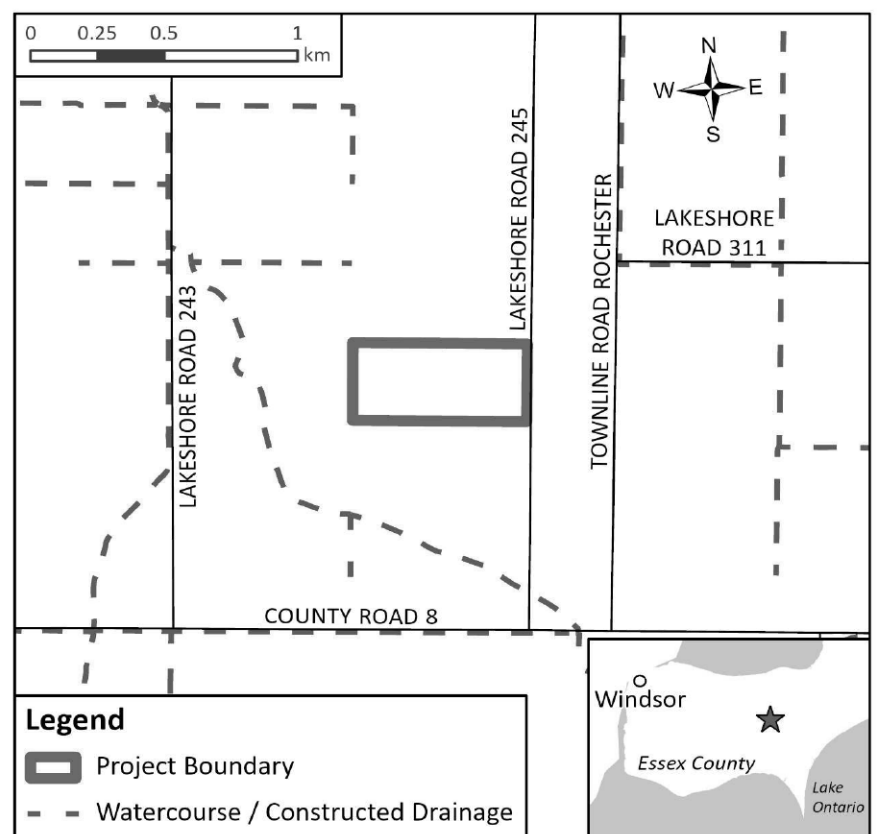 0 0.25 0.5 1
km
N
W E
S
LAKESHORE ROAD 245
TOWNLINE ROAD ROCHESTER
LAKESHORE
ROAD 311
LAKESHORE ROAD 243
COUNTY ROAD 8
Windsor
Essex County
Lake
Ontario
Legend
Project Boundary
Watercourse / Constructed Drainage